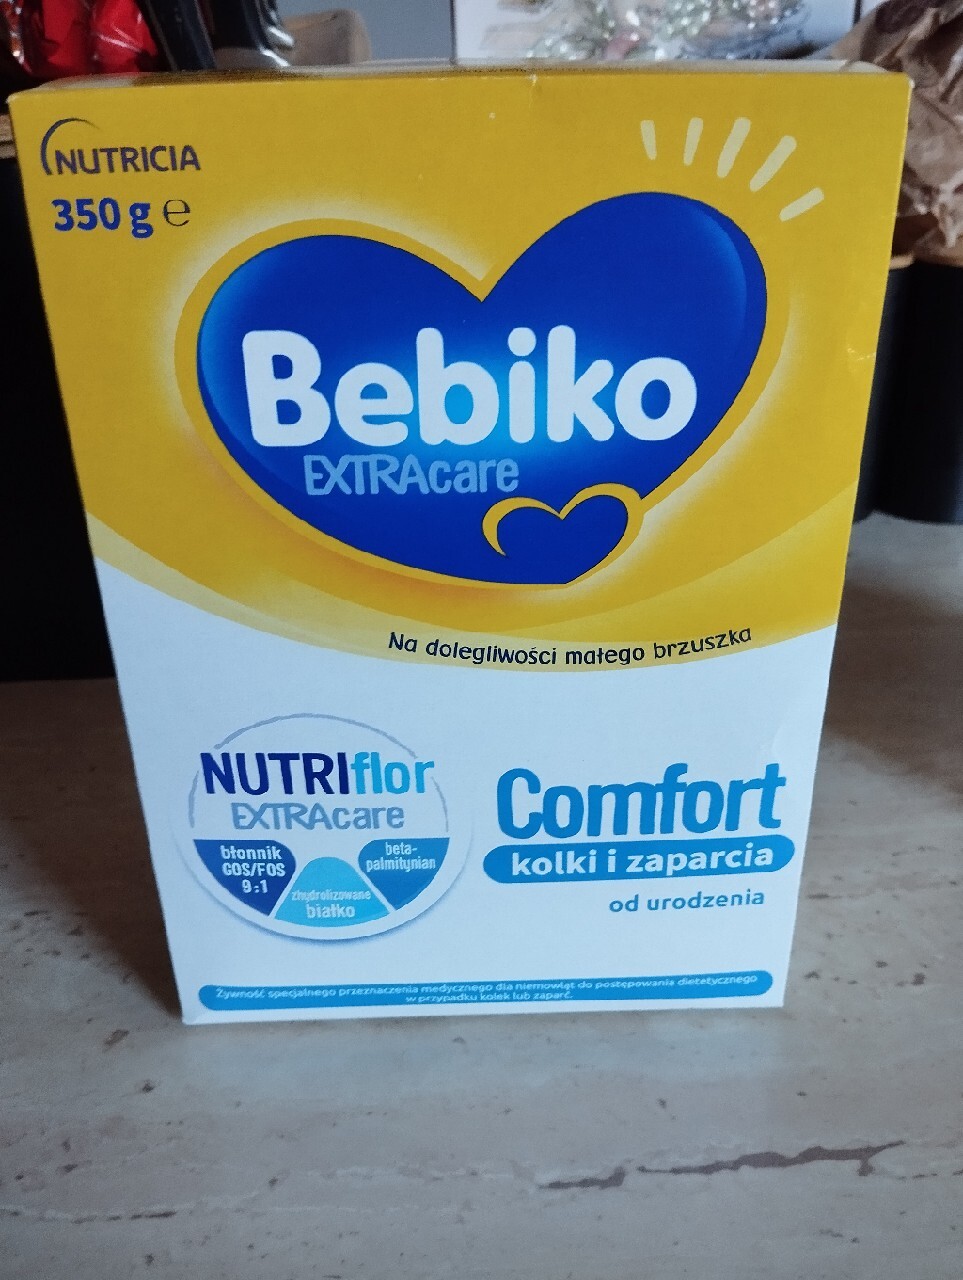 NUTRICIA
350 g e
Bebiko
EXTRAcare
Na dolegliwości małego brzuszka
NUTRIflor
EXTRAcare
błonnik
GOS/FOS
9:1
zhydrolizowane
białko
beta-
palmitynian
Comfort
kolki i zaparcia
od urodzenia
Żywność specjalnego przeznaczenia medycznego dla niemowląt do postępowania dietetycznego
w przypadku kolek lub zaparć.